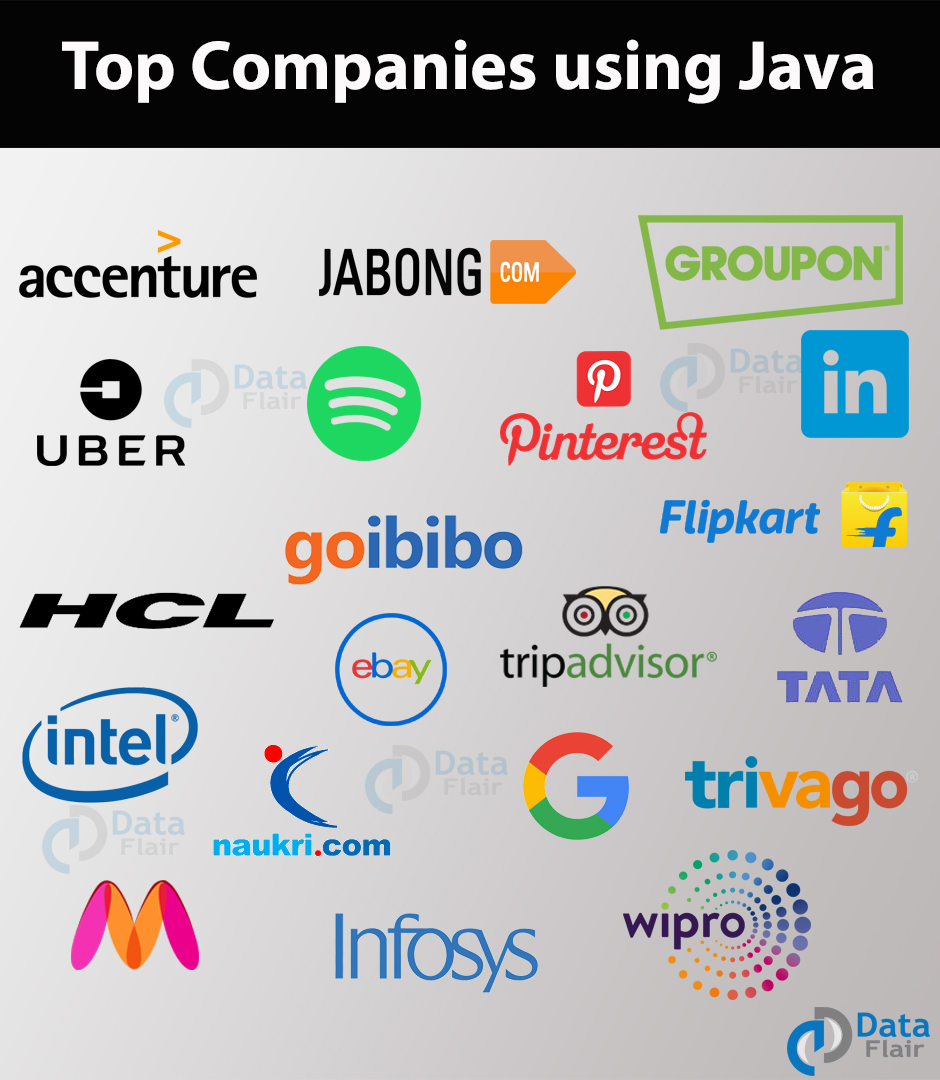 Top Companies using Java
accenture
JABONG COM
GROUPON®
UBER
Data
Flair
Pinterest
Data
Flair
in
Flipkart
f
goibibo
HCL
ebay
tripadvisor®
TATA
intel®
naukri.com
Data
Flair
G
trivago®
Data
Flair
M
Infosys
wipro
Data
Flair